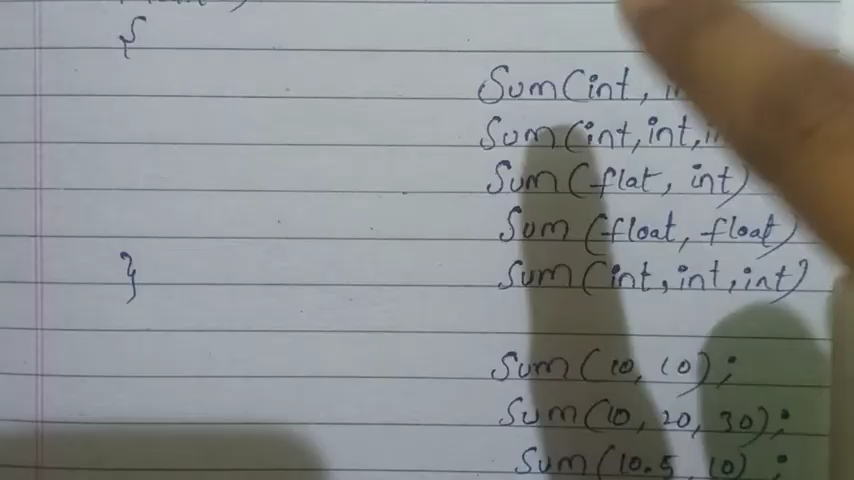 {
Sum(int,
Sum(int, int,
Sum(flat, int)
Sum(float, float)
}
Sum(int, int, int)
Sum(10, 10);
Sum(10, 20, 30);
Sum(10.5, 10);